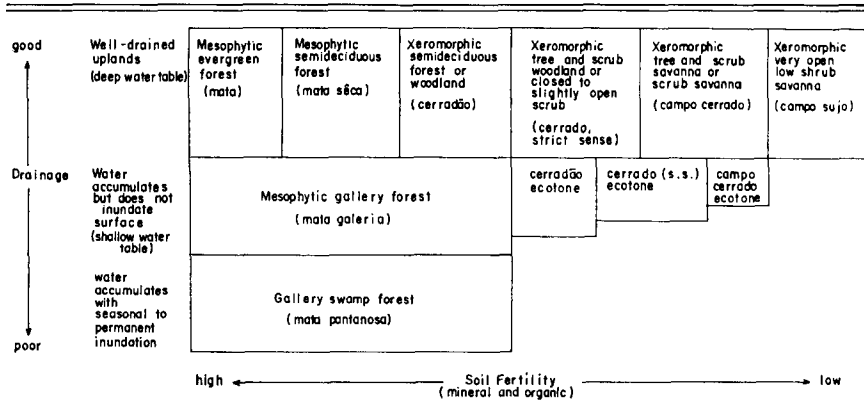 good
Well-drained
uplands
(deep water table)
Mesophytic
evergreen
forest
(mata)
Mesophytic
semideciduous
forest
(mata sêca)
Xeromorphic
semideciduous
forest or
woodland
(cerradão)
Xeromorphic
tree and scrub
woodland or
closed to
slightly open
scrub
(cerrado,
strict sense)
Xeromorphic
tree and scrub
savanna or
scrub savanna
(campo cerrado)
Xeromorphic
very open
low shrub
savanna
(campo sujo)
Drainage
Water
accumulates
but does not
inundate
surface
(shallow water
table)
Mesophytic gallery forest
(mata galeria)
cerradão
ecotone
cerrado (s.s.)
ecotone
campo
cerrado
ecotone
water
accumulates
with
seasonal to
permanent
inundation
Gallery swamp forest
(mata pantanosa)
poor
high
Soil Fertility
(mineral and organic)
low